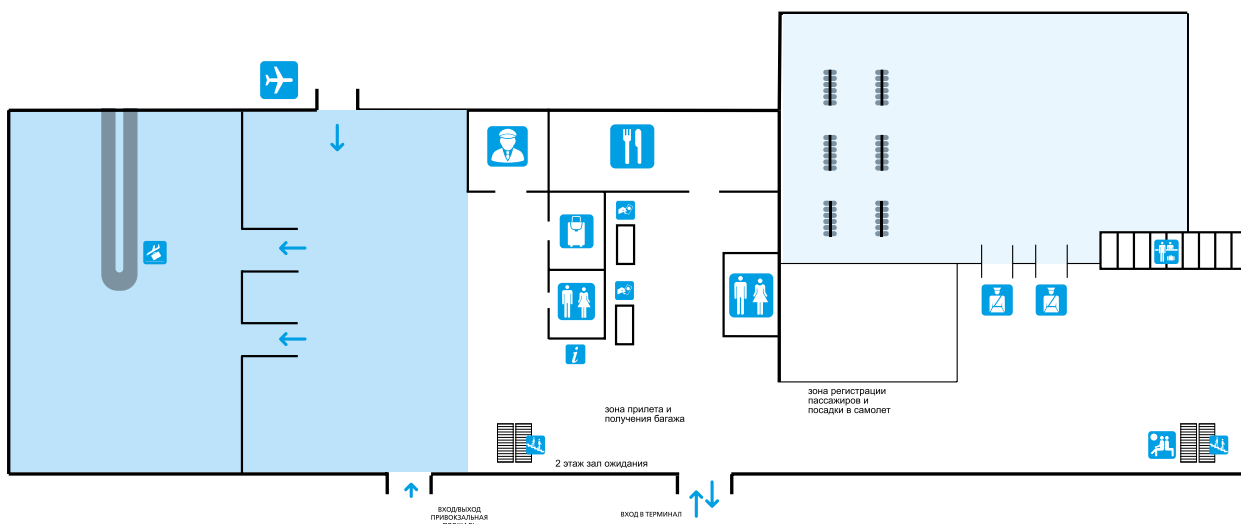 i
зона регистрации
пассажиров и
посадки в самолет
зона прилета и
получения багажа
2 этаж зал ожидания
ВХОД/ВЫХОД
ПРИВОКЗАЛЬНАЯ
ВХОД В ТЕРМИНАЛ